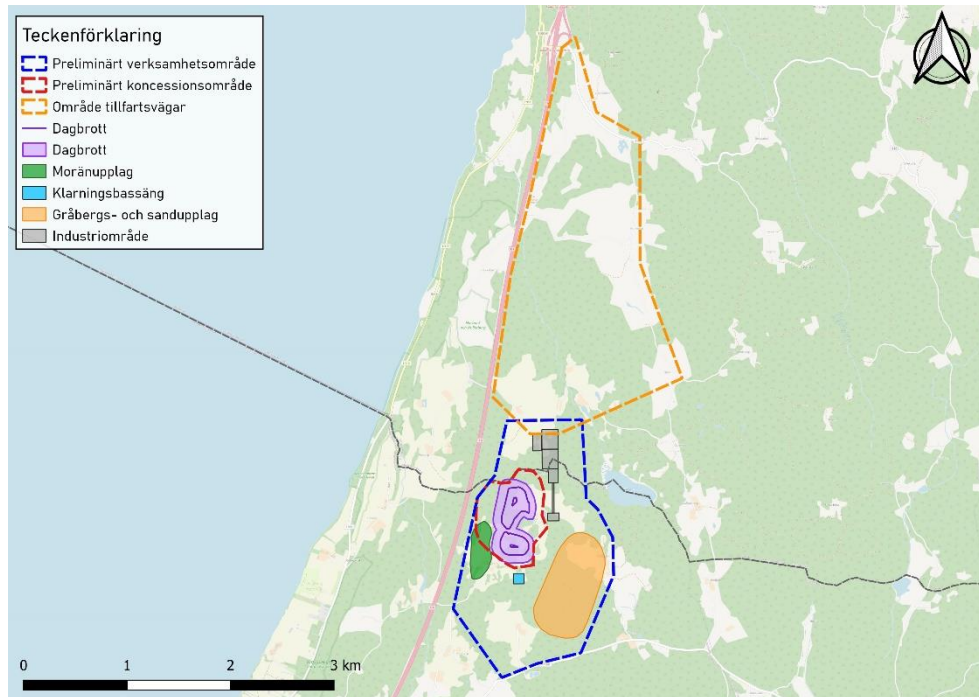 Teckenförklaring
Preliminärt verksamhetsområde
Preliminärt koncessionsområde
Område tillfartsvägar
Dagbrott
Dagbrott
Moränupplag
Klarningsbassäng
Gråbergs- och sandupplag
Industriområde
0 1 2 3 km